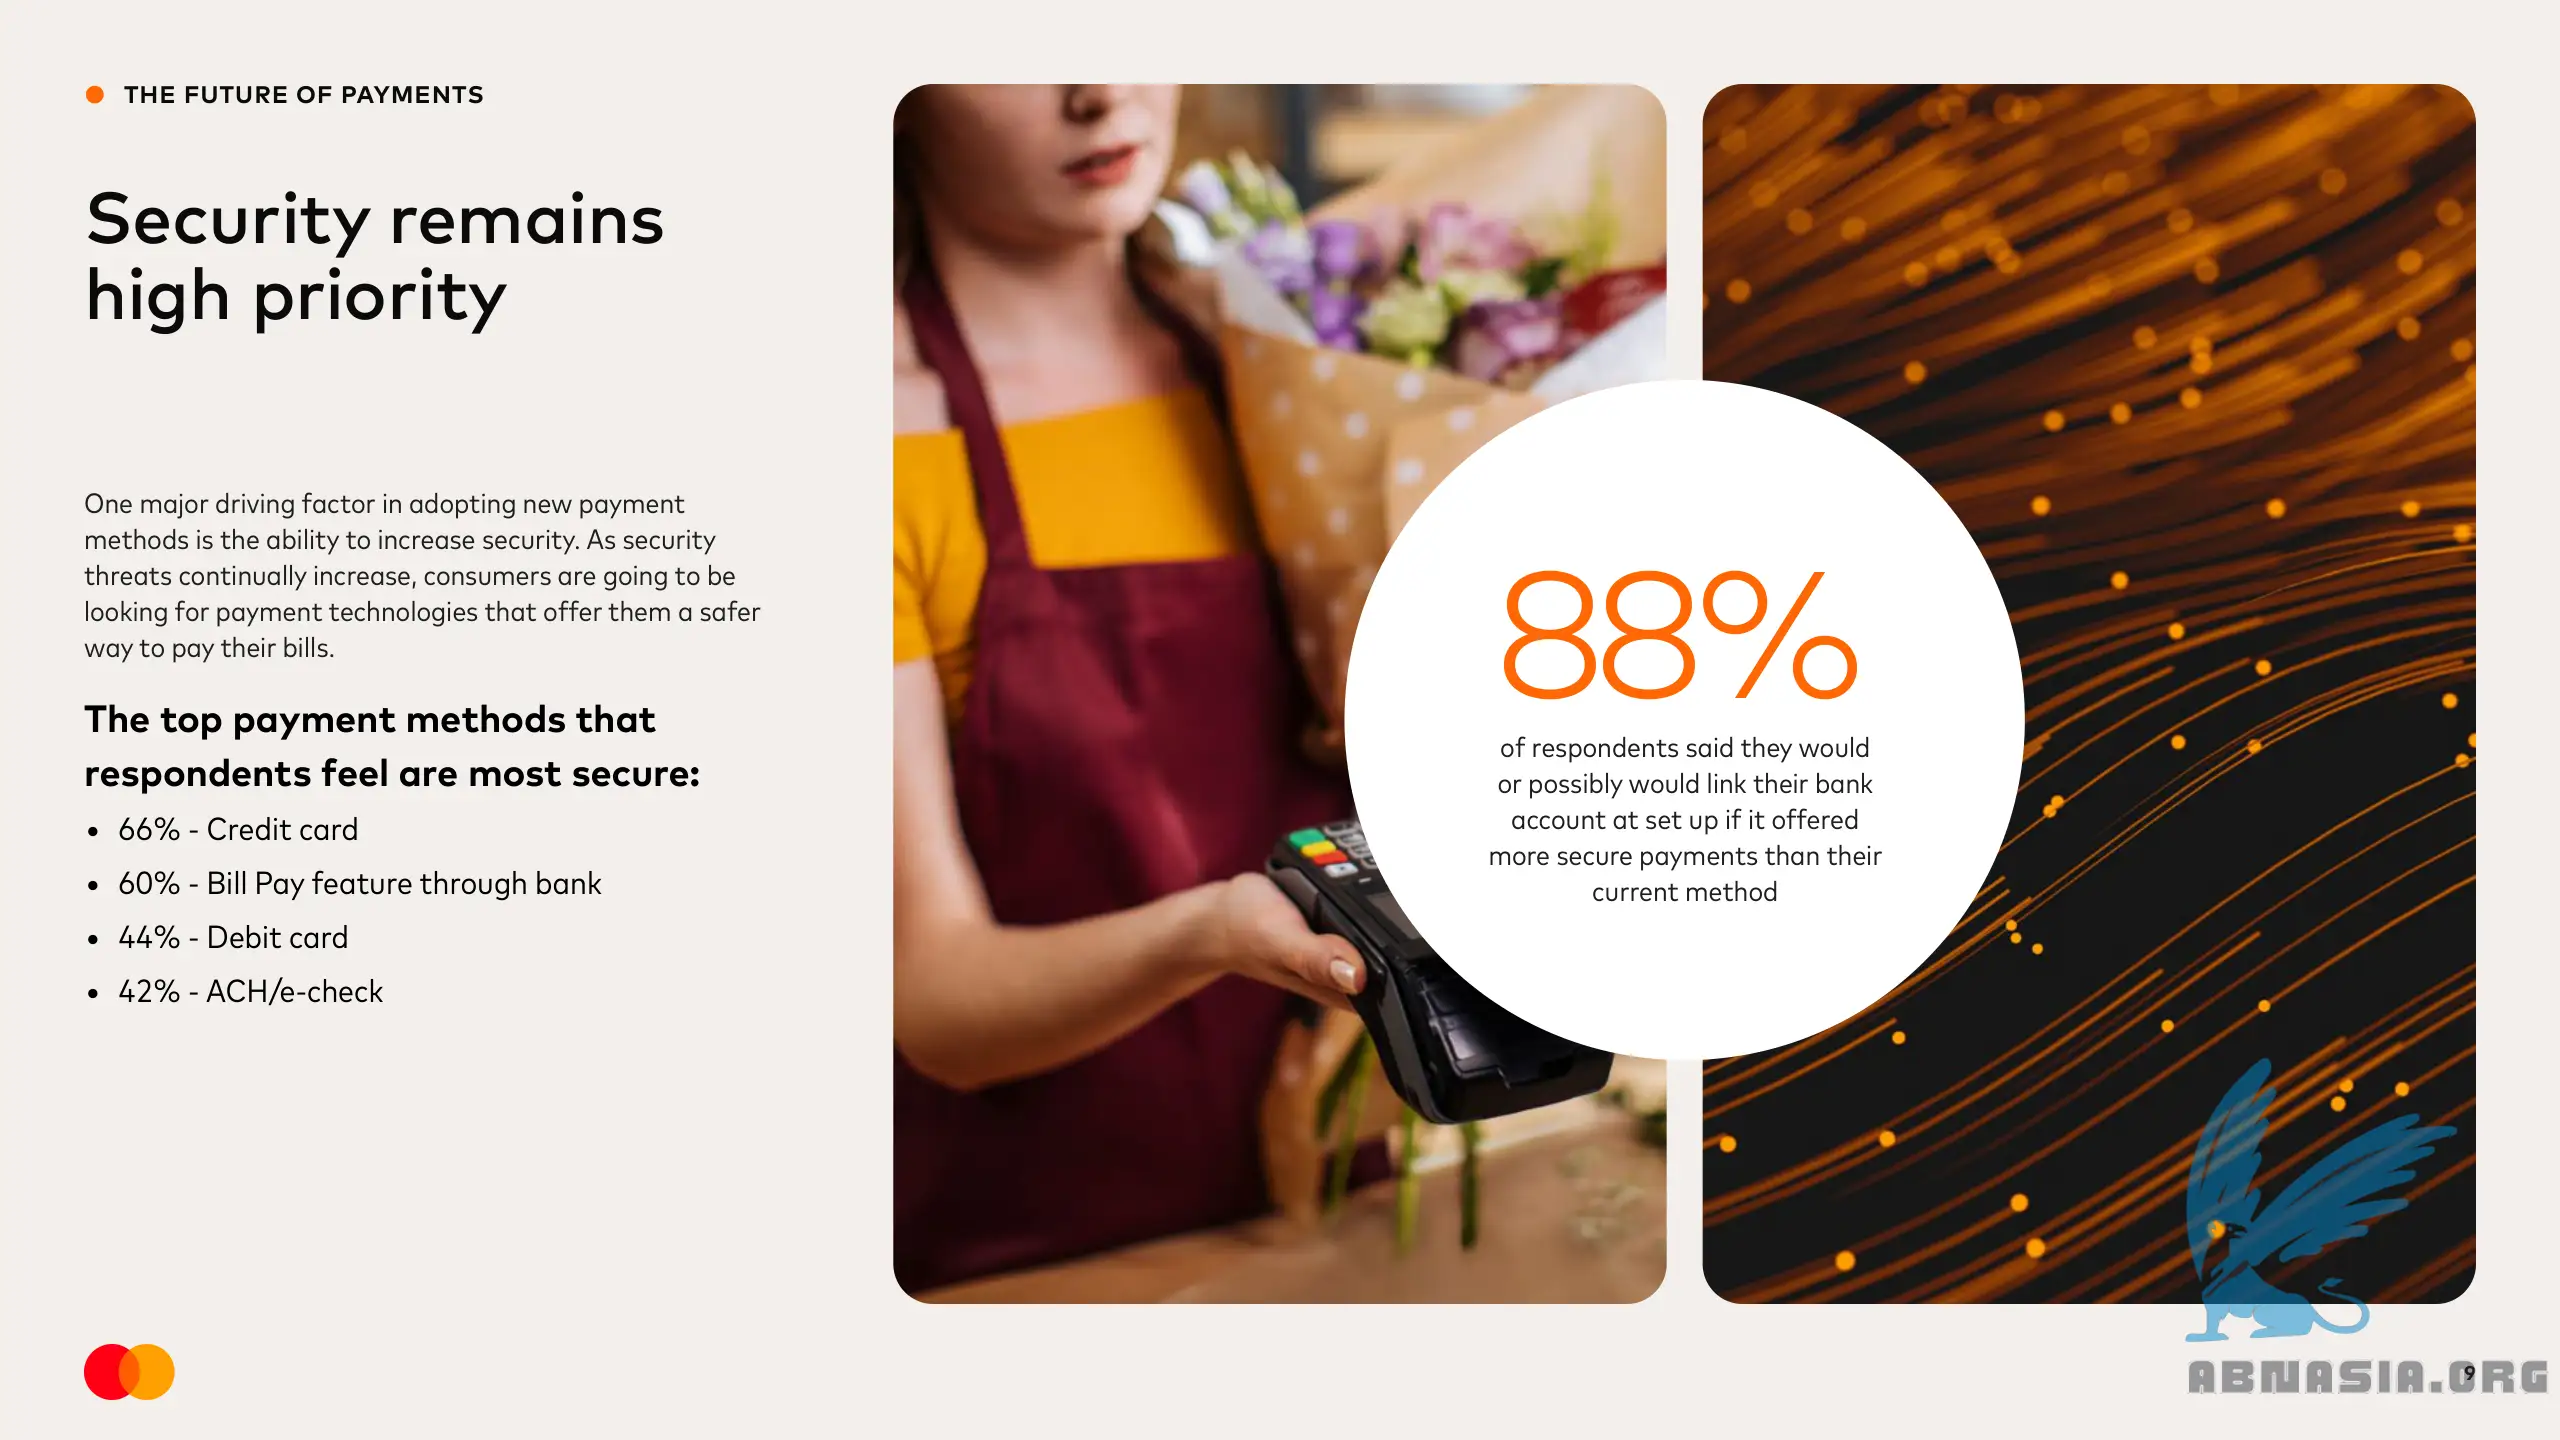 THE FUTURE OF PAYMENTS
Security remains
high priority
One major driving factor in adopting new payment
methods is the ability to increase security. As security
threats continually increase, consumers are going to be
looking for payment technologies that offer them a safer
way to pay their bills.
The top payment methods that
respondents feel are most secure:
• 66% - Credit card
• 60% - Bill Pay feature through bank
• 44% - Debit card
• 42% - ACH/e-check
88%
of respondents said they would
or possibly would link their bank
account at set up if it offered
more secure payments than their
current method
9
ABNASIA.ORG